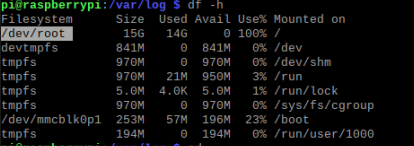 pi@raspberrypi:/var/log $ df -h
Filesystem Size Used Avail Use% Mounted on
/dev/root 15G 14G 0 100% /
devtmpfs 841M 0 841M 0% /dev
tmpfs 970M 0 970M 0% /dev/shm
tmpfs 970M 21M 950M 3% /run
tmpfs 5.0M 4.0K 5.0M 1% /run/lock
tmpfs 970M 0 970M 0% /sys/fs/cgroup
/dev/mmcblk0p1 253M 57M 196M 23% /boot
tmpfs 194M 0 194M 0% /run/user/1000